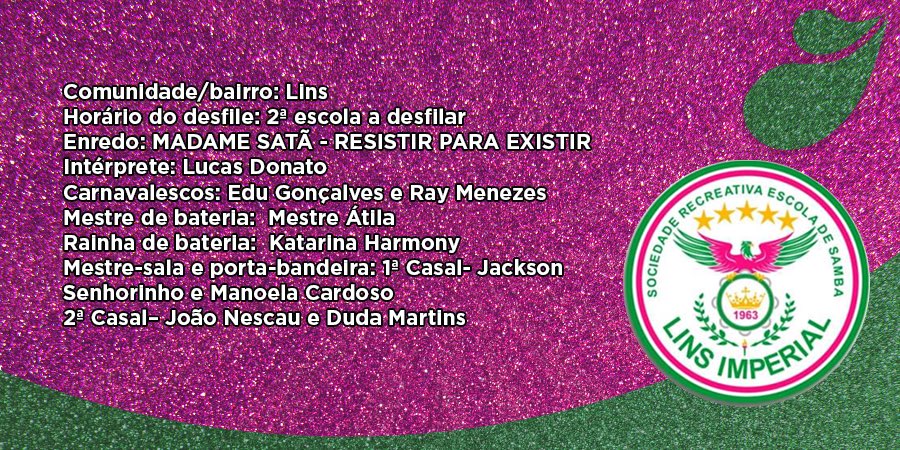 Comunidade/bairro: Lins
Horário do desfile: 2ª escola a desfilar
Enredo: MADAME SATÃ - RESISTIR PARA EXISTIR
Intérprete: Lucas Donato
Carnavalescos: Edu Gonçalves e Ray Menezes
Mestre de bateria:  Mestre Átila
Rainha de bateria:  Katarina Harmony
Mestre-sala e porta-bandeira: 1ª Casal- Jackson
Senhorinho e Manoela Cardoso
2ª Casal– João Nescau e Duda Martins
SOCIEDADE RECREATIVA ESCOLA DE SAMBA
1963
LINS IMPERIAL